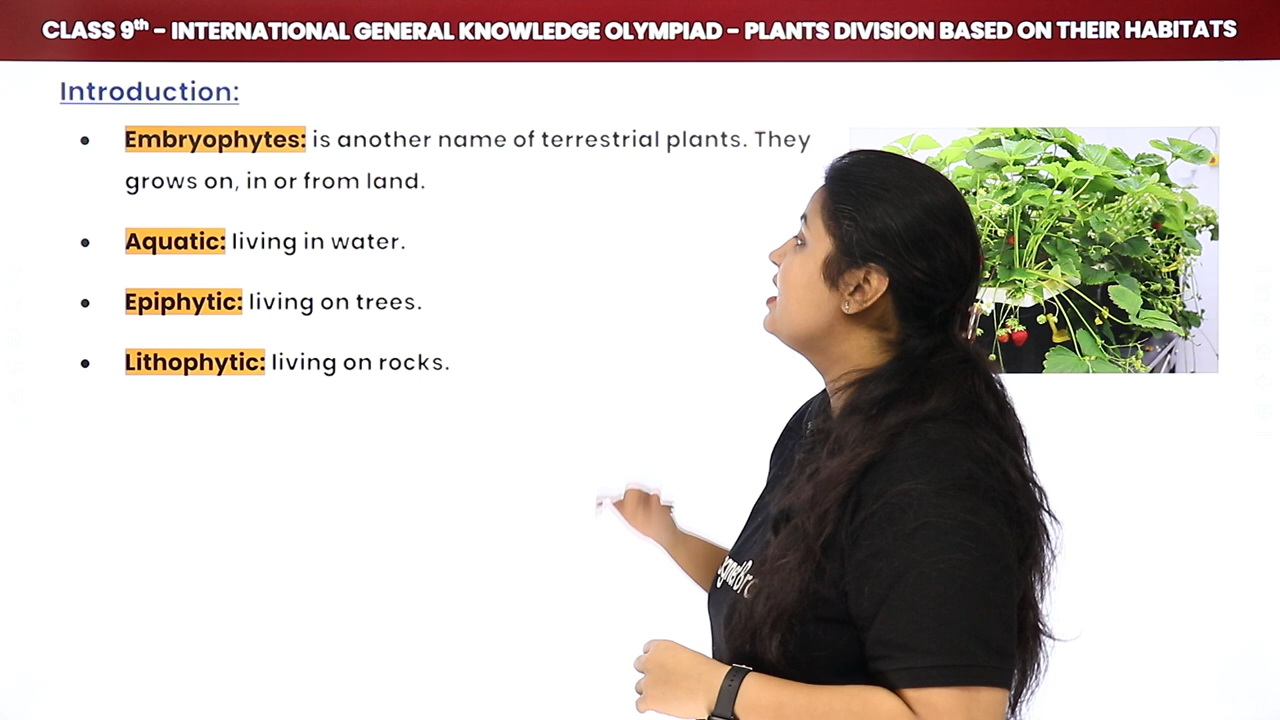 CLASS 9th – INTERNATIONAL GENERAL KNOWLEDGE OLYMPIAD – PLANTS DIVISION BASED ON THEIR HABITATS
Introduction:
• Embryophytes: is another name of terrestrial plants. They
grows on, in or from land.
• Aquatic: living in water.
• Epiphytic: living on trees.
• Lithophytic: living on rocks.